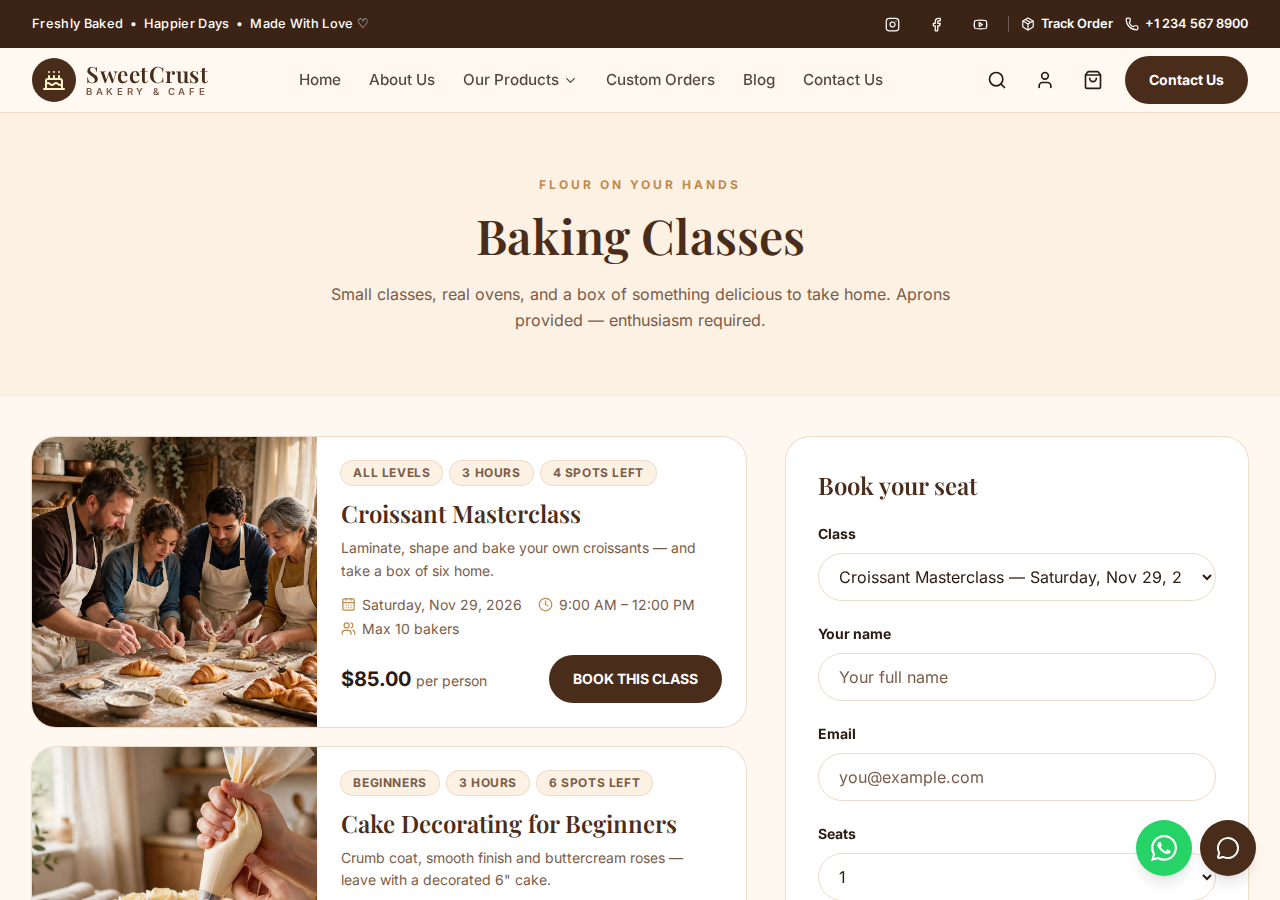 Freshly Baked • Happier Days • Made With Love ♡
Track Order
+1 234 567 8900
SweetCrust
BAKERY & CAFE
Home
About Us
Our Products
Custom Orders
Blog
Contact Us
Contact Us
FLOUR ON YOUR HANDS
Baking Classes
Small classes, real ovens, and a box of something delicious to take home. Aprons
provided — enthusiasm required.
ALL LEVELS
3 HOURS
4 SPOTS LEFT
Croissant Masterclass
Laminate, shape and bake your own croissants — and
take a box of six home.
Saturday, Nov 29, 2026
9:00 AM – 12:00 PM
Max 10 bakers
$85.00 per person
BOOK THIS CLASS
BEGINNERS
3 HOURS
6 SPOTS LEFT
Cake Decorating for Beginners
Crumb coat, smooth finish and buttercream roses —
leave with a decorated 6" cake.
Book your seat
Class
Croissant Masterclass — Saturday, Nov 29, 2
Your name
Your full name
Email
you@example.com
Seats
1